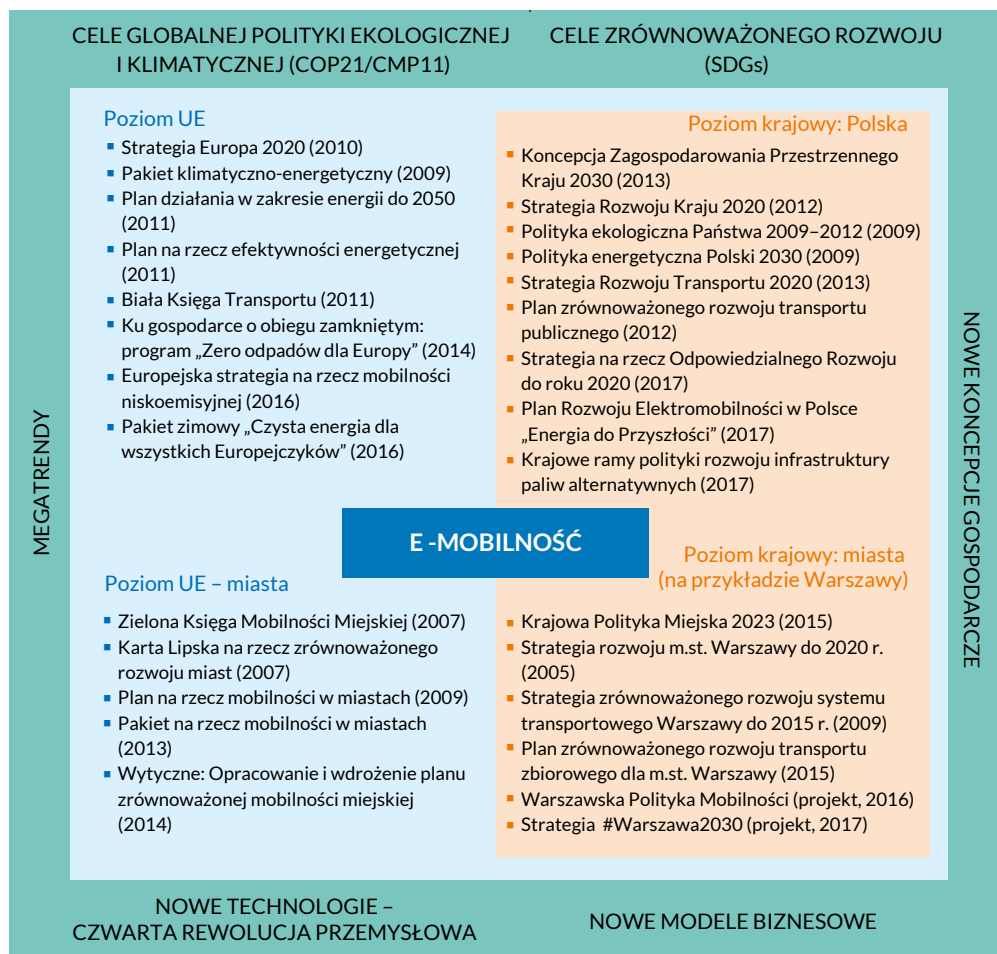 CELE GLOBALNEJ POLITYKI EKOLOGICZNEJ
I KLIMATYCZNEJ (COP21/CMP11)
CELE ZRÓWNOWAŻONEGO ROZWOJU
(SDGs)
MEGATRENDY
Poziom UE
▪ Strategia Europa 2020 (2010)
▪ Pakiet klimatyczno-energetyczny (2009)
▪ Plan działania w zakresie energii do 2050
(2011)
▪ Plan na rzecz efektywności energetycznej
(2011)
▪ Biała Księga Transportu (2011)
▪ Ku gospodarce o obiegu zamkniętym:
program „Zero odpadów dla Europy” (2014)
▪ Europejska strategia na rzecz mobilności
niskoemisyjnej (2016)
▪ Pakiet zimowy „Czysta energia dla
wszystkich Europejczyków” (2016)
Poziom krajowy: Polska
▪ Koncepcja Zagospodarowania Przestrzennego
Kraju 2030 (2013)
▪ Strategia Rozwoju Kraju 2020 (2012)
▪ Polityka ekologiczna Państwa 2009–2012 (2009)
▪ Polityka energetyczna Polski 2030 (2009)
▪ Strategia Rozwoju Transportu 2020 (2013)
▪ Plan zrównoważonego rozwoju transportu
publicznego (2012)
▪ Strategia na rzecz Odpowiedzialnego Rozwoju
do roku 2020 (2017)
▪ Plan Rozwoju Elektromobilności w Polsce
„Energia do Przyszłości” (2017)
▪ Krajowe ramy polityki rozwoju infrastruktury
paliw alternatywnych (2017)
E -MOBILNOŚĆ
Poziom UE – miasta
▪ Zielona Księga Mobilności Miejskiej (2007)
▪ Karta Lipska na rzecz zrównoważonego
rozwoju miast (2007)
▪ Plan na rzecz mobilności w miastach (2009)
▪ Pakiet na rzecz mobilności w miastach
(2013)
▪ Wytyczne: Opracowanie i wdrożenie planu
zrównoważonej mobilności miejskiej
(2014)
Poziom krajowy: miasta
(na przykładzie Warszawy)
▪ Krajowa Polityka Miejska 2023 (2015)
▪ Strategia rozwoju m.st. Warszawy do 2020 r.
(2005)
▪ Strategia zrównoważonego rozwoju systemu
transportowego Warszawy do 2015 r. (2009)
▪ Plan zrównoważonego rozwoju transportu
zbiorowego dla m.st. Warszawy (2015)
▪ Warszawska Polityka Mobilności (projekt, 2016)
▪ Strategia #Warszawa2030 (projekt, 2017)
NOWE KONCEPCJE GOSPODARCZE
NOWE TECHNOLOGIE –
CZWARTA REWOLUCJA PRZEMYSŁOWA
NOWE MODELE BIZNESOWE